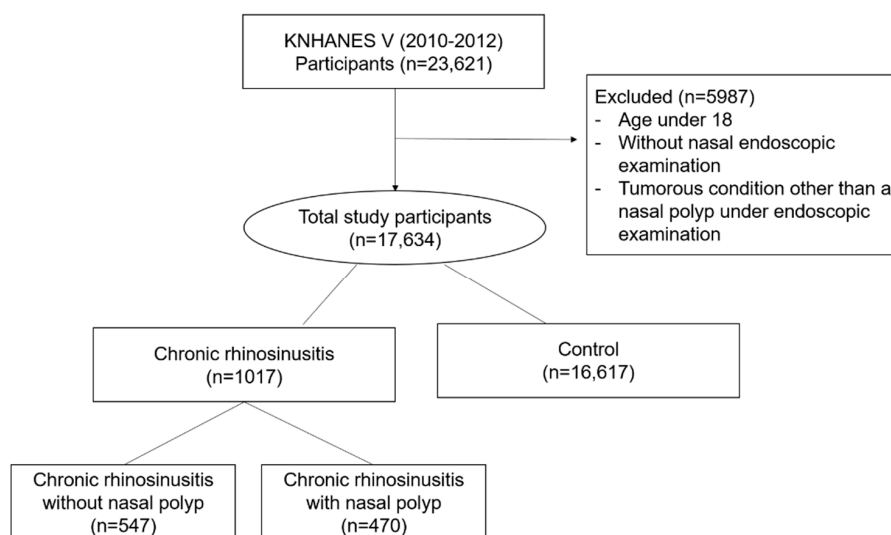 KNHANES V (2010-2012)
Participants (n=23,621)
Excluded (n=5987)
- Age under 18
- Without nasal endoscopic
examination
- Tumorous condition other than a
nasal polyp under endoscopic
examination
Total study participants
(n=17,634)
Chronic rhinosinusitis
(n=1017)
Control
(n=16,617)
Chronic rhinosinusitis
without nasal polyp
(n=547)
Chronic rhinosinusitis
with nasal polyp
(n=470)